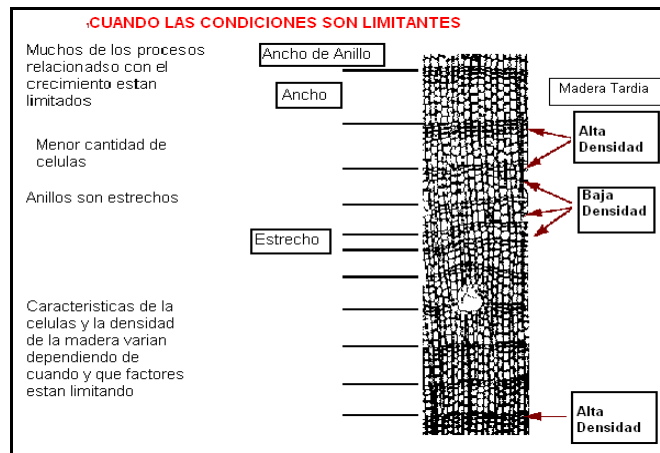 CUANDO LAS CONDICIONES SON LIMITANTES
Muchos de los procesos
relacionadso con el
crecimiento estan
limitados
Menor cantidad de
celulas
Anillos son estrechos
Caracteristicas de la
celulas y la densidad
de la madera varian
dependiendo de
cuando y que factores
estan limitando
Ancho de Anillo
Ancho
Estrecho
Madera Tardia
Alta
Densidad
Baja
Densidad
Alta
Densidad